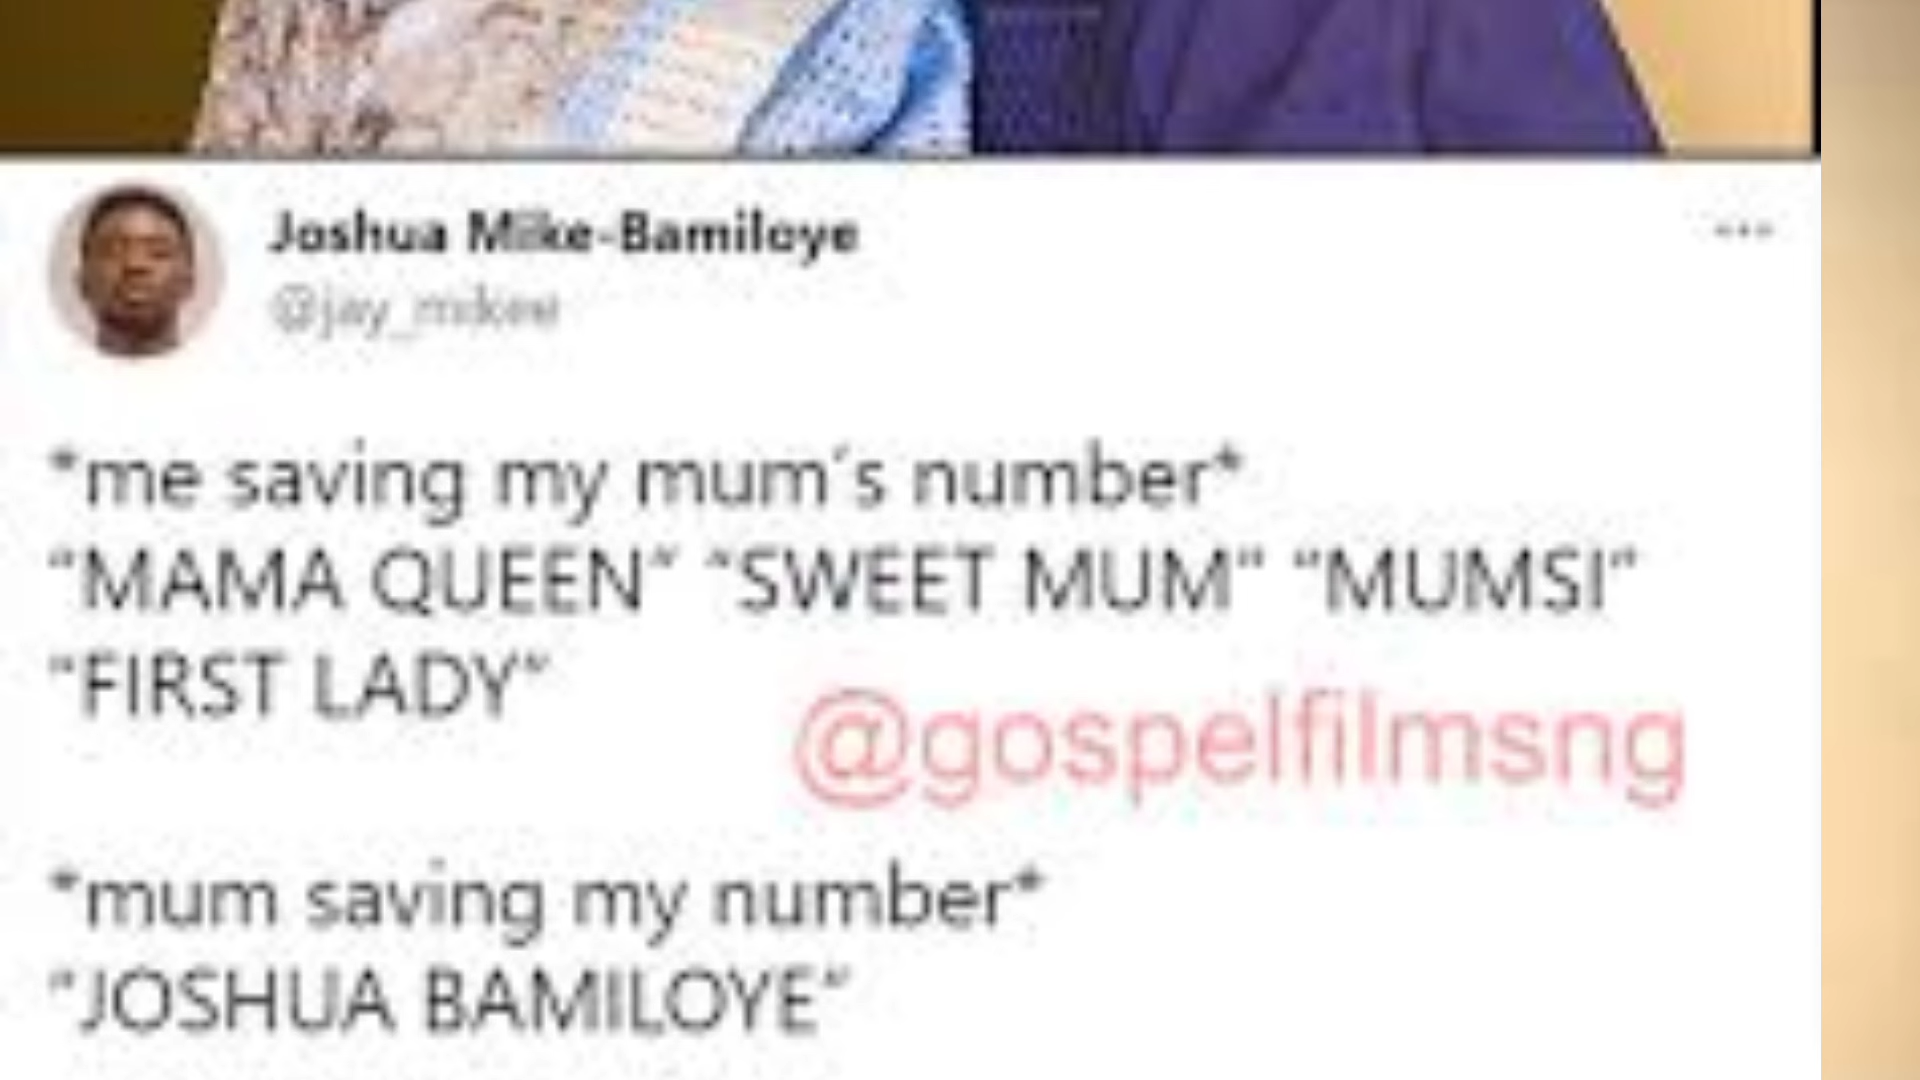 Joshua Mike-Bamiloye
@jay_mikee
*me saving my mum's number*
"MAMA QUEEN" "SWEET MUM" "MUMSI"
"FIRST LADY"
@gospelfilmsng
*mum saving my number*
"JOSHUA BAMILOYE"